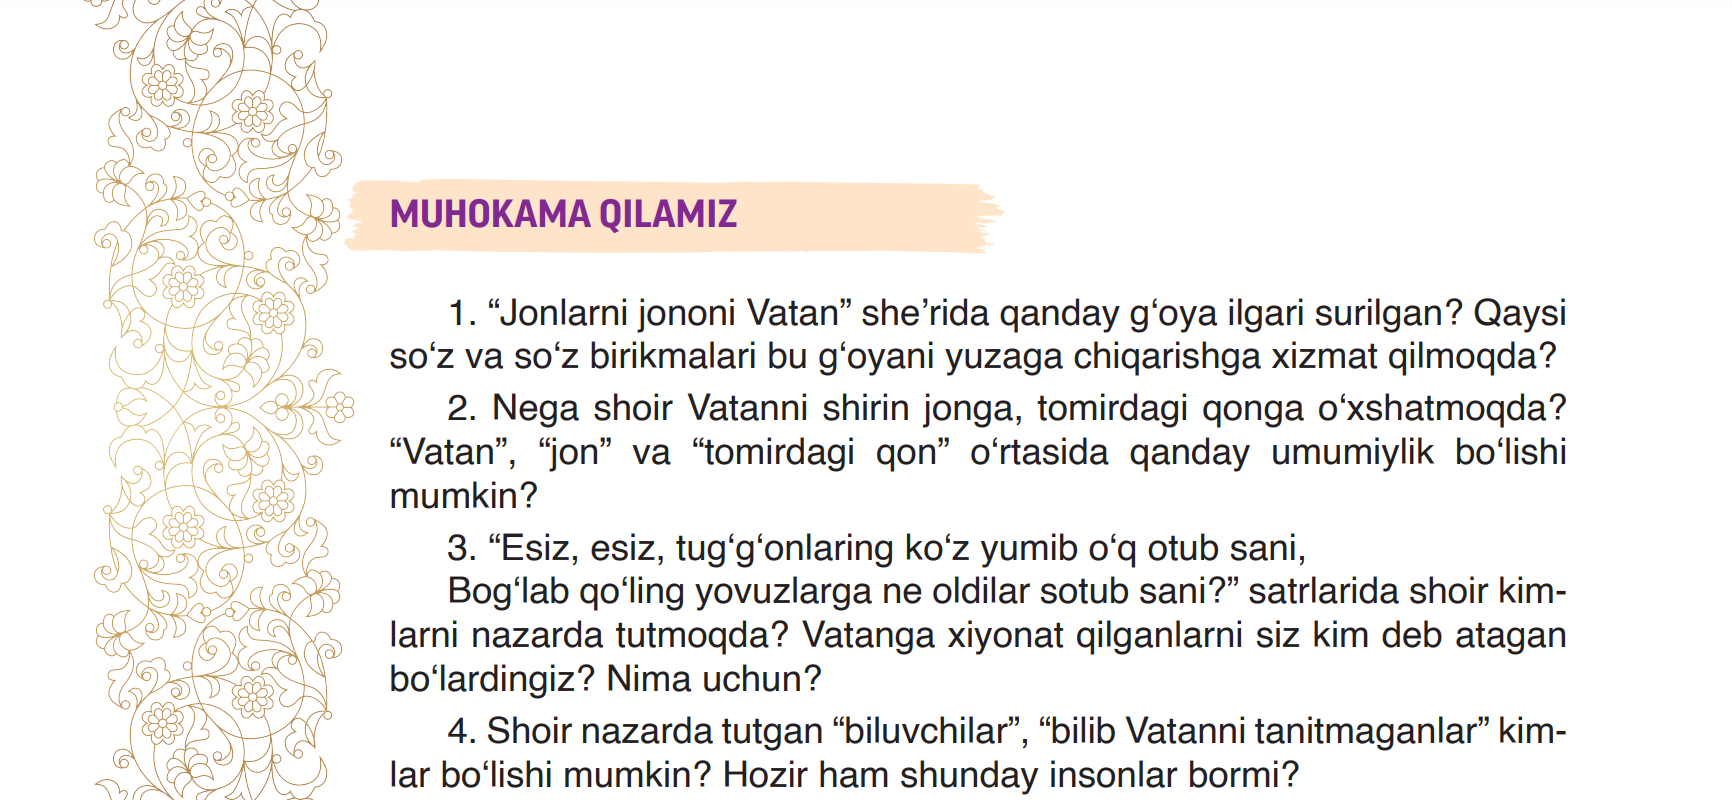 MUHOKAMA QILAMIZ
1. “Jonlarni jononi Vatan” she’rida qanday g‘oya ilgari surilgan? Qaysi
so‘z va so‘z birikmalari bu g‘oyani yuzaga chiqarishga xizmat qilmoqda?
2. Nega shoir Vatanni shirin jonga, tomirdagi qonga o‘xshatmoqda?
“Vatan”, “jon” va “tomirdagi qon” o‘rtasida qanday umumiylik bo‘lishi
mumkin?
3. “Esiz, esiz, tug‘g‘onlaring ko‘z yumib o‘q otub sani,
Bog‘lab qo‘ling yovuzlarga ne oldilar sotub sani?” satrlarida shoir kim-
larni nazarda tutmoqda? Vatanga xiyonat qilganlarni siz kim deb atagan
bo‘lardingiz? Nima uchun?
4. Shoir nazarda tutgan “biluvchilar”, “bilib Vatanni tanitmaganlar” kim-
lar bo‘lishi mumkin? Hozir ham shunday insonlar bormi?